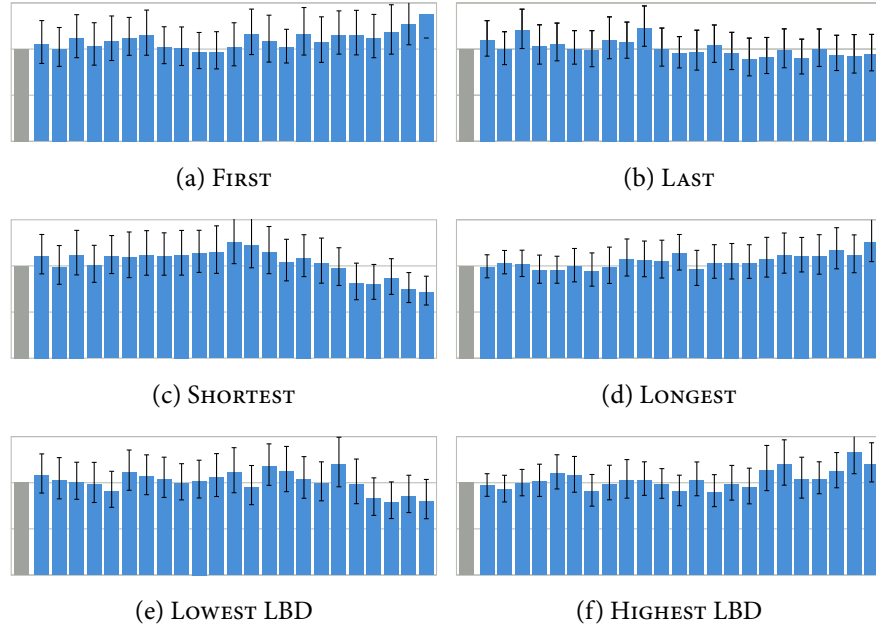 (a) First
(b) Last
(c) Shortest
(d) Longest
(e) Lowest LBD
(f) Highest LBD